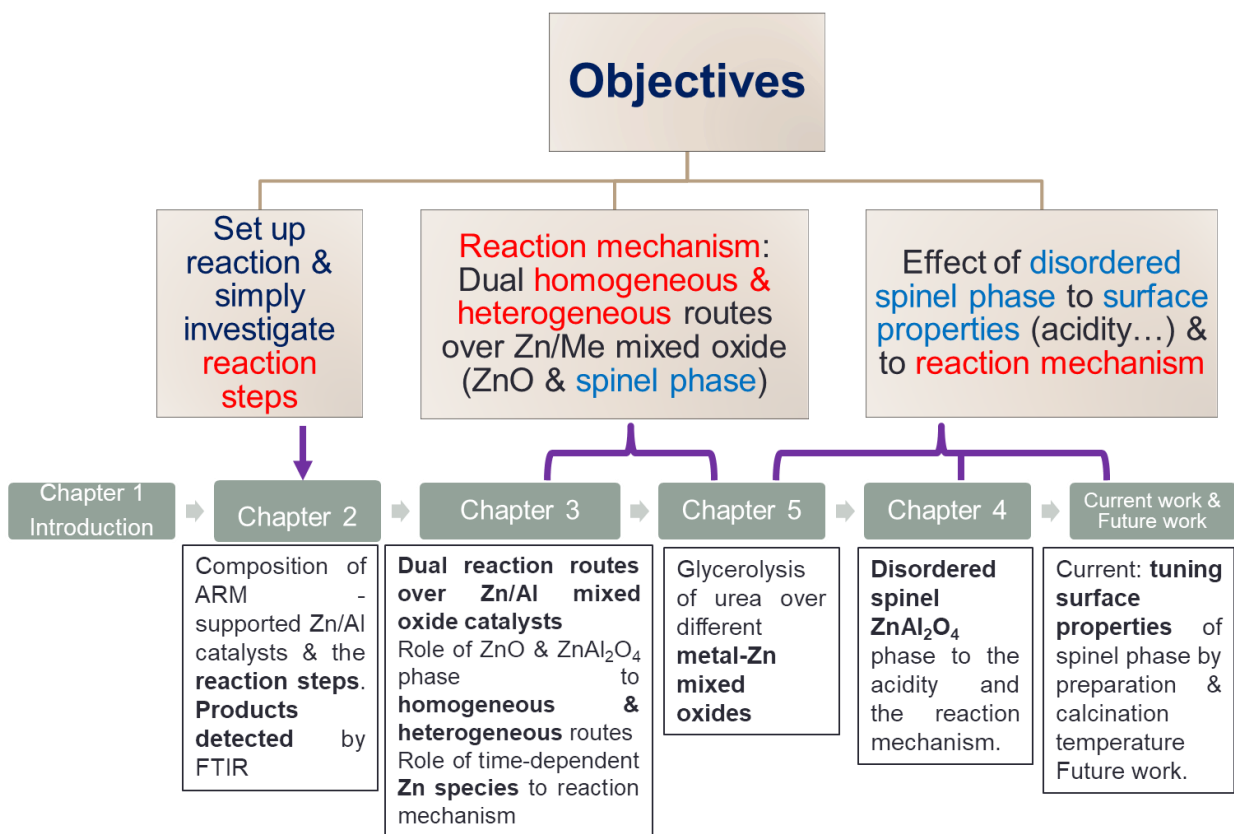 Objectives
Set up
reaction &
simply
investigate
reaction
steps
Reaction mechanism:
Dual homogeneous &
heterogeneous routes
over Zn/Me mixed oxide
(ZnO & spinel phase)
Effect of disordered
spinel phase to surface
properties (acidity…) &
to reaction mechanism
Chapter 1
Introduction
Chapter 2
Chapter 3
Chapter 5
Chapter 4
Current work &
Future work
Composition of
ARM -
supported Zn/Al
catalysts & the
reaction steps.
Products
detected by
FTIR
Dual reaction routes
over Zn/Al mixed
oxide catalysts
Role of ZnO & ZnAl₂O₄
phase to
homogeneous &
heterogeneous routes
Role of time-dependent
Zn species to reaction
mechanism
Glycerolysis
of urea over
different
metal-Zn
mixed
oxides
Disordered
spinel
ZnAl₂O₄
phase to the
acidity and
the reaction
mechanism.
Current: tuning
surface
properties of
spinel phase by
preparation &
calcination
temperature
Future work.